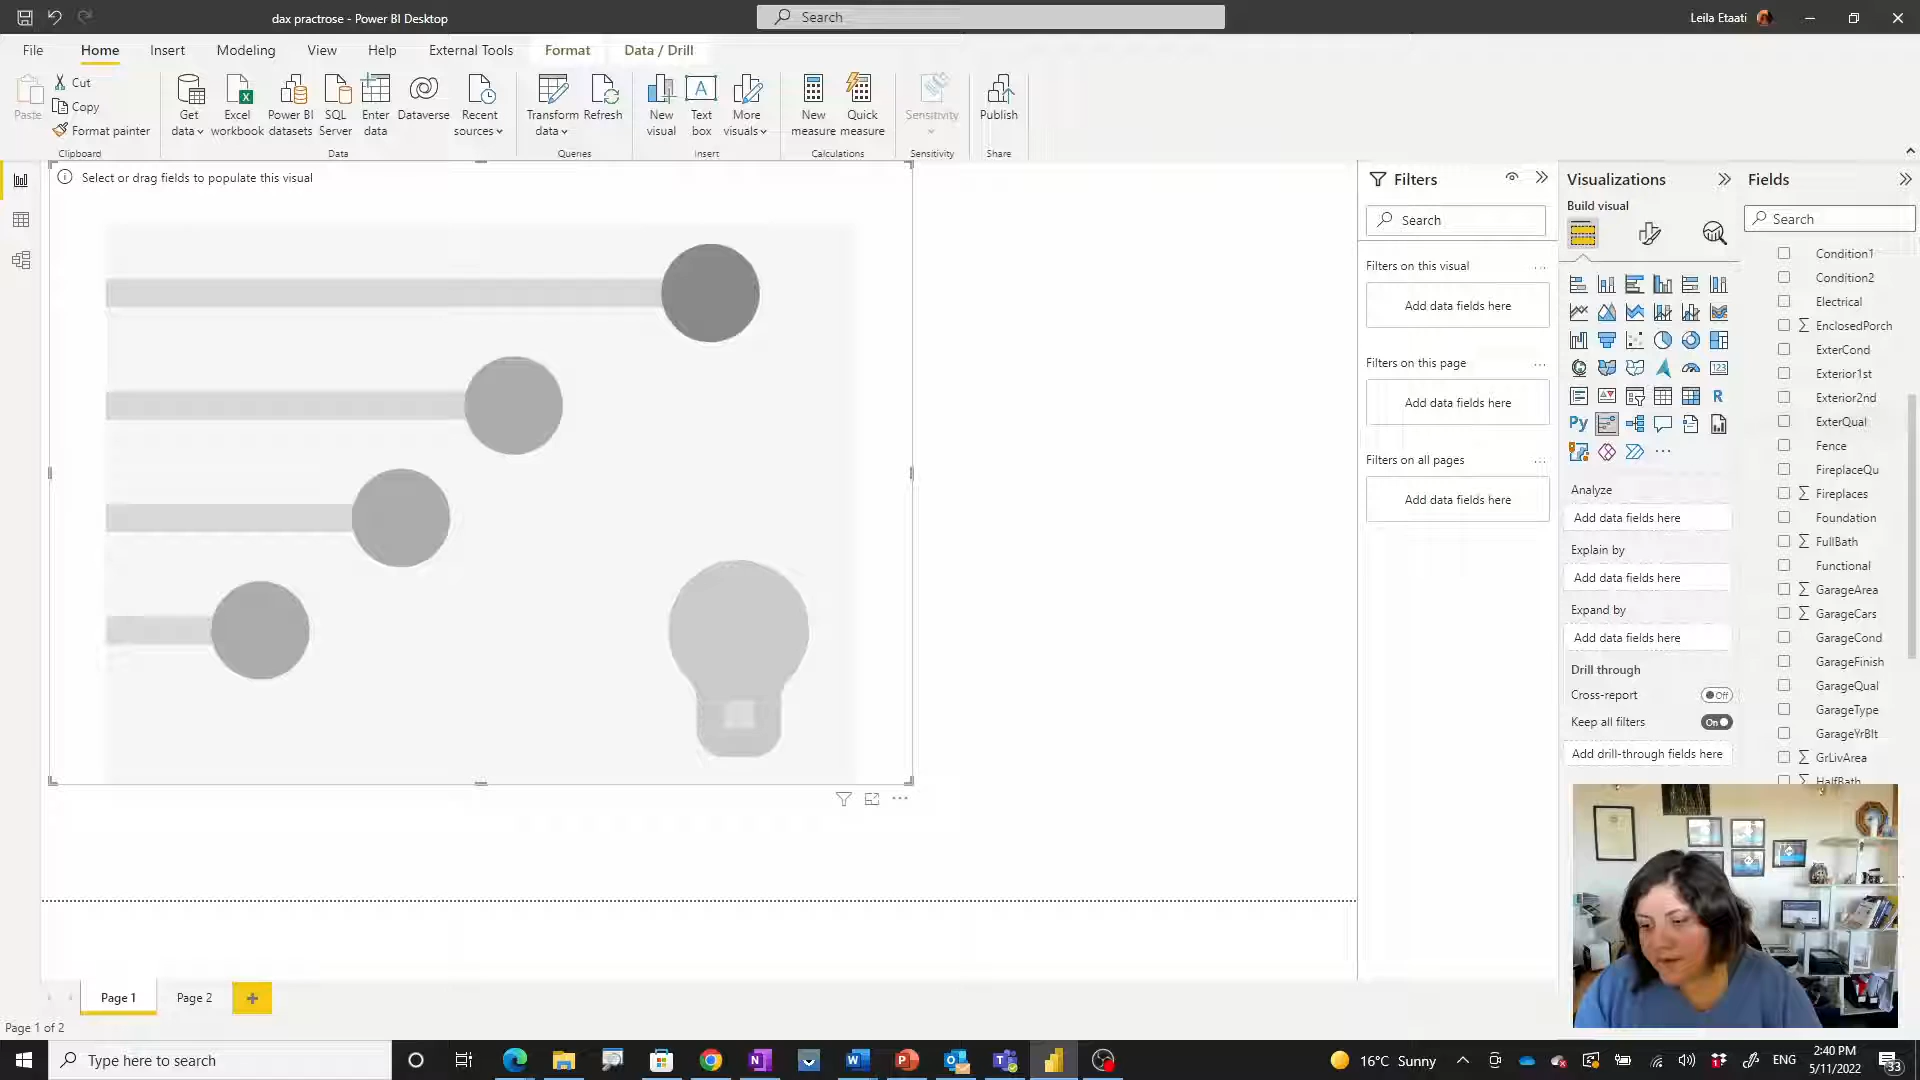 dax practrose - Power BI Desktop
Search
Leila Etaati
File
Home
Insert
Modeling
View
Help
External Tools
Format
Data / Drill
Paste
Cut
Copy
Format painter
Clipboard
Get data
Excel workbook
Power BI datasets
SQL Server
Enter data
Dataverse
Recent sources
Data
Transform data
Refresh
Queries
New visual
A
Text box
More visuals
Insert
New measure
Quick measure
Calculations
Sensitivity
Sensitivity
Publish
Share
Select or drag fields to populate this visual
Filters
Search
Filters on this visual
Add data fields here
Filters on this page
Add data fields here
Filters on all pages
Add data fields here
Visualizations
Build visual
123
R
Py
Analyze
Add data fields here
Explain by
Add data fields here
Expand by
Add data fields here
Drill through
Cross-report
Off
Keep all filters
On
Add drill-through fields here
Fields
Search
Condition1
Condition2
Electrical
EnclosedPorch
ExterCond
Exterior1st
Exterior2nd
ExterQual
Fence
FireplaceQu
Fireplaces
Foundation
FullBath
Functional
GarageArea
GarageCars
GarageCond
GarageFinish
GarageQual
GarageType
GarageYrBlt
GrLivArea
HalfBath
Page 1
Page 2
Page 1 of 2
Type here to search
16°C Sunny
ENG
2:40 PM
5/11/2022
33